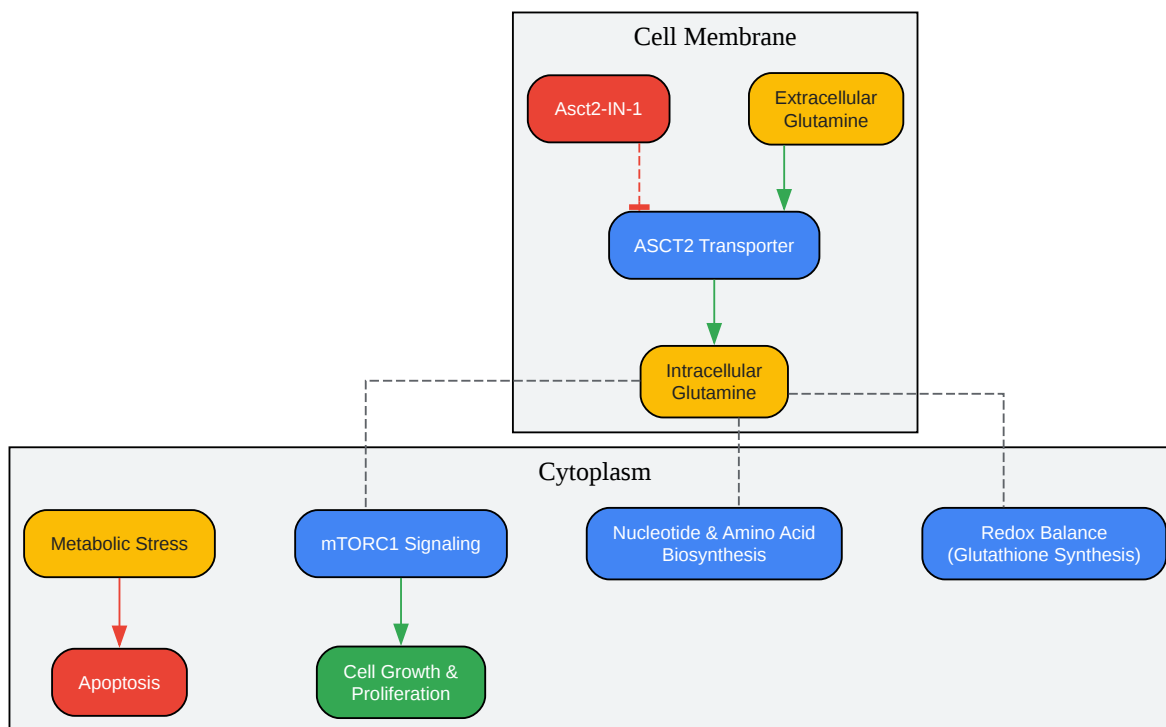 Cell Membrane
Asct2-IN-1
Extracellular
Glutamine
ASCT2 Transporter
Intracellular
Glutamine
Cytoplasm
Metabolic Stress
mTORC1 Signaling
Nucleotide & Amino Acid
Biosynthesis
Redox Balance
(Glutathione Synthesis)
Apoptosis
Cell Growth &
Proliferation